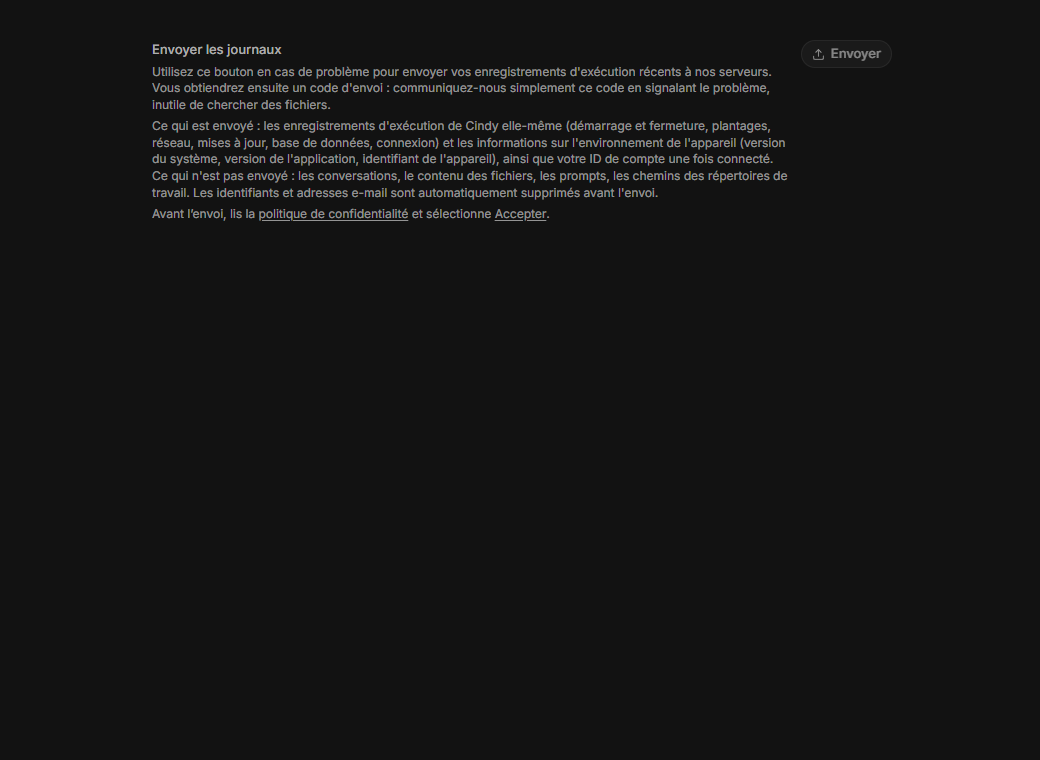 Envoyer les journaux
Envoyer
Utilisez ce bouton en cas de problème pour envoyer vos enregistrements d'exécution récents à nos serveurs.
Vous obtiendrez ensuite un code d'envoi : communiquez-nous simplement ce code en signalant le problème,
inutile de chercher des fichiers.
Ce qui est envoyé : les enregistrements d'exécution de Cindy elle-même (démarrage et fermeture, plantages,
réseau, mises à jour, base de données, connexion) et les informations sur l'environnement de l'appareil (version
du système, version de l'application, identifiant de l'appareil), ainsi que votre ID de compte une fois connecté.
Ce qui n'est pas envoyé : les conversations, le contenu des fichiers, les prompts, les chemins des répertoires de
travail. Les identifiants et adresses e-mail sont automatiquement supprimés avant l'envoi.
Avant l’envoi, lis la politique de confidentialité et sélectionne Accepter.